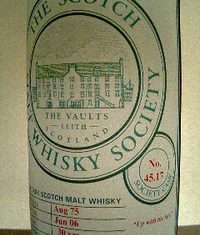 THE SCOTCH
WHISKY SOCIETY
THE VAULTS
LEITH
SCOTLAND
No.
45.17
SOCIETY CASK
SCOTCH MALT WHISKY
Aug 75
Jun 06